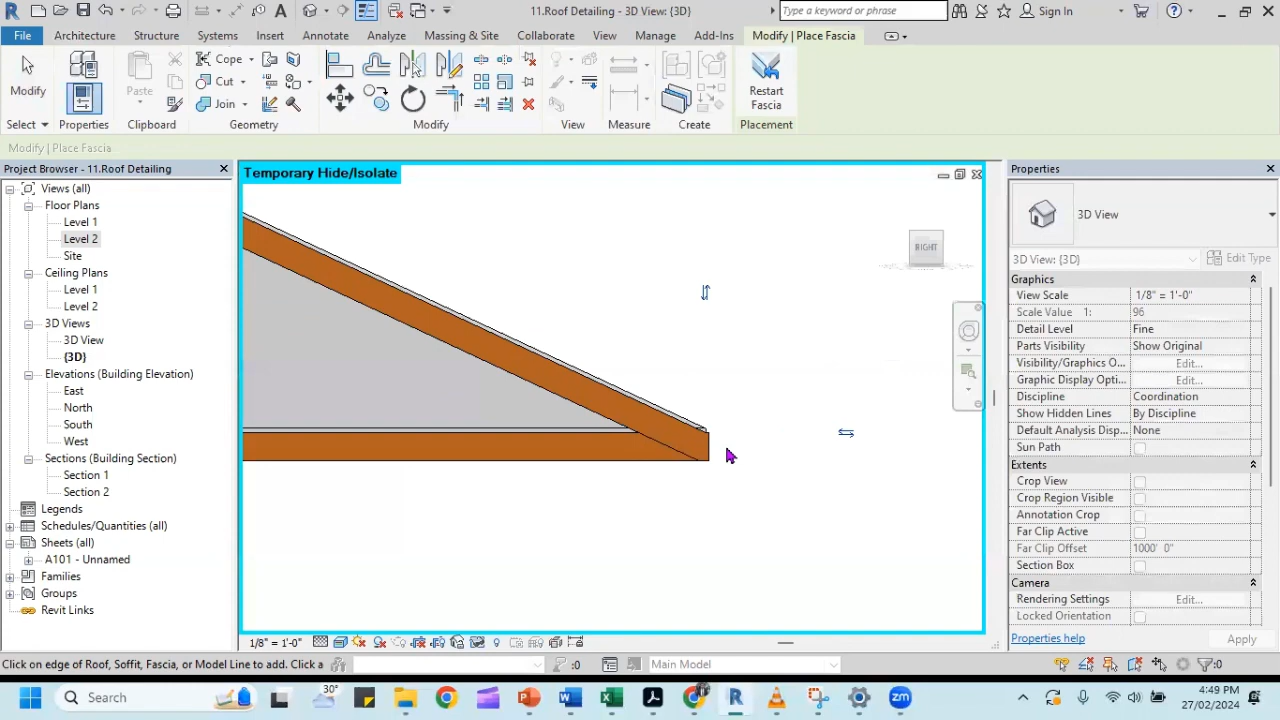 11.Roof Detailing - 3D View: {3D}
Type a keyword or phrase
Sign In
File
Architecture
Structure
Systems
Insert
Annotate
Analyze
Massing & Site
Collaborate
View
Manage
Add-Ins
Modify | Place Fascia
Modify
Paste
Cope
Cut
Join
Restart
Fascia
Select
Properties
Clipboard
Geometry
Modify
View
Measure
Create
Placement
Modify | Place Fascia
Project Browser - 11.Roof Detailing
Views (all)
Floor Plans
Level 1
Level 2
Site
Ceiling Plans
Level 1
Level 2
3D Views
3D View
{3D}
Elevations (Building Elevation)
East
North
South
West
Sections (Building Section)
Section 1
Section 2
Legends
Schedules/Quantities (all)
Sheets (all)
A101 - Unnamed
Families
Groups
Revit Links
Temporary Hide/Isolate
RIGHT
1/8" = 1'-0"
Properties
3D View
3D View: {3D}
Edit Type
Graphics
View Scale 1/8" = 1'-0"
Scale Value 1: 96
Detail Level Fine
Parts Visibility Show Original
Visibility/Graphics O... Edit...
Graphic Display Opti... Edit...
Discipline Coordination
Show Hidden Lines By Discipline
Default Analysis Disp... None
Sun Path
Extents
Crop View
Crop Region Visible
Annotation Crop
Far Clip Active
Far Clip Offset 1000' 0"
Section Box
Camera
Rendering Settings Edit...
Locked Orientation
Properties help
Apply
Click on edge of Roof, Soffit, Fascia, or Model Line to add. Click a
:0
Main Model
:0
Search
30°
zm
4:49 PM
27/02/2024